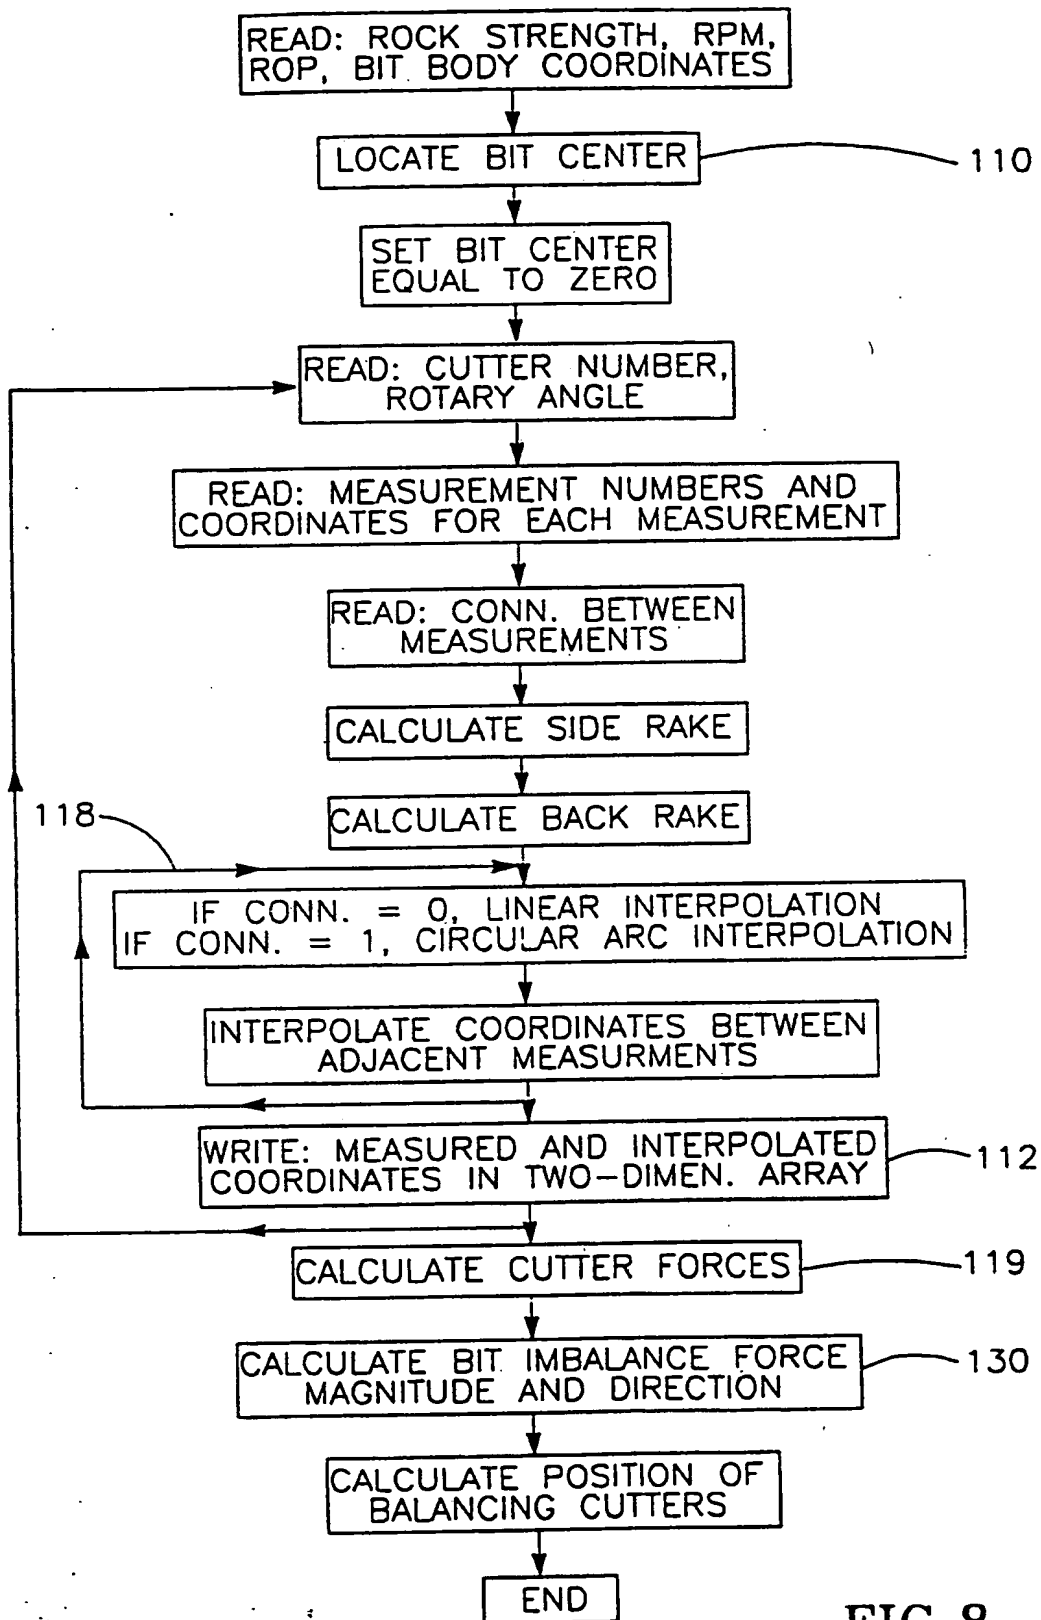 READ: ROCK STRENGTH, RPM,
ROP, BIT BODY COORDINATES
LOCATE BIT CENTER
110
SET BIT CENTER
EQUAL TO ZERO
READ: CUTTER NUMBER,
ROTARY ANGLE
READ: MEASUREMENT NUMBERS AND
COORDINATES FOR EACH MEASUREMENT
READ: CONN. BETWEEN
MEASUREMENTS
CALCULATE SIDE RAKE
118
CALCULATE BACK RAKE
IF CONN. = 0, LINEAR INTERPOLATION
IF CONN. = 1, CIRCULAR ARC INTERPOLATION
INTERPOLATE COORDINATES BETWEEN
ADJACENT MEASURMENTS
WRITE: MEASURED AND INTERPOLATED
COORDINATES IN TWO-DIMEN. ARRAY
112
CALCULATE CUTTER FORCES
119
CALCULATE BIT IMBALANCE FORCE
MAGNITUDE AND DIRECTION
130
CALCULATE POSITION OF
BALANCING CUTTERS
END
FIG. 8